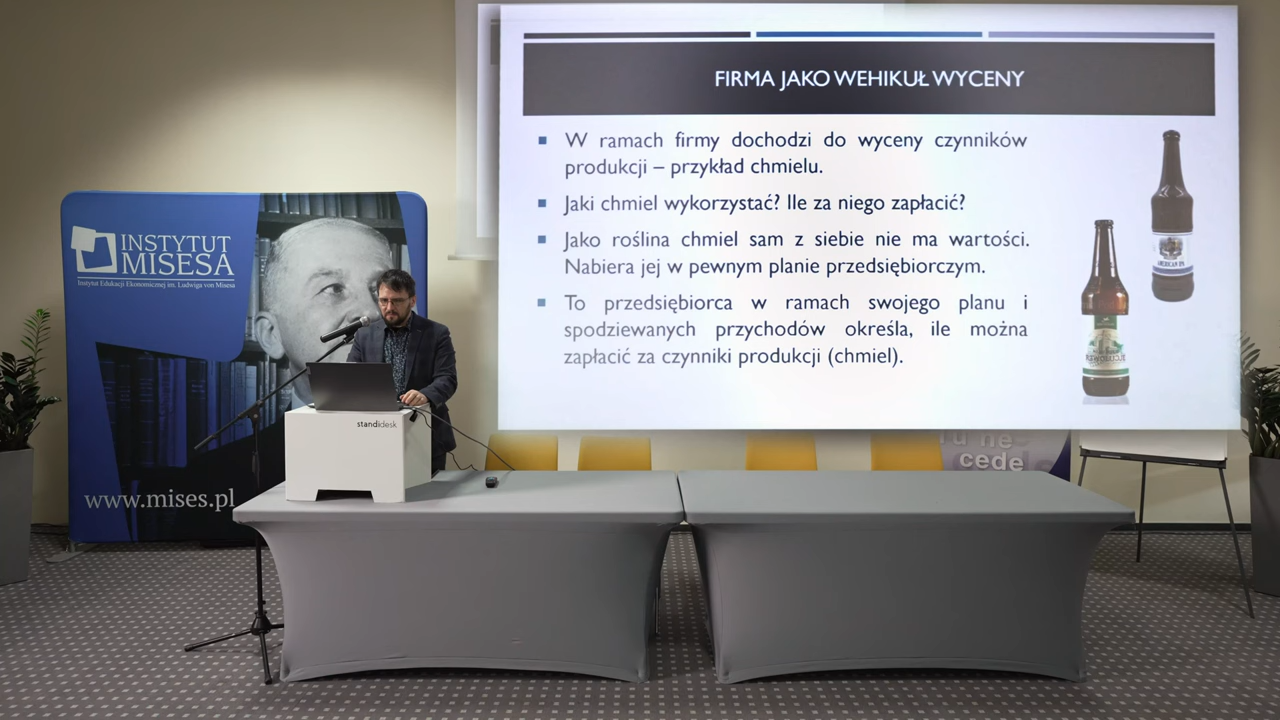 FIRMA JAKO WEHIKUŁ WYCENY
W ramach firmy dochodzi do wyceny czynników
produkcji – przykład chmielu.
Jaki chmiel wykorzystać? Ile za niego zapłacić?
Jako roślina chmiel sam z siebie nie ma wartości.
Nabiera jej w pewnym planie przedsiębiorczym.
To przedsiębiorca w ramach swojego planu i
spodziewanych przychodów określa, ile można
zapłacić za czynniki produkcji (chmiel).
AMERICAN IPA
INSTYTUT
MISESA
Instytut Edukacji Ekonomicznej im. Ludwiga von Misesa
www.mises.pl
standidesk
cede